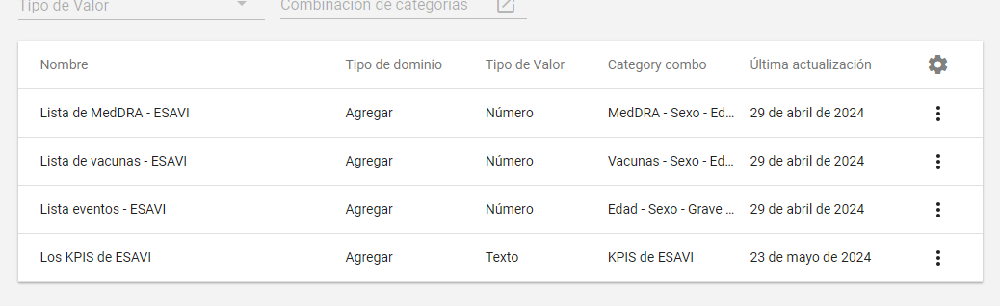 Tipo de Valor Combinación de categorías
Nombre Tipo de dominio Tipo de Valor Category combo Última actualización
Lista de MedDRA - ESAVI Agregar Número MedDRA - Sexo - Ed... 29 de abril de 2024
Lista de vacunas - ESAVI Agregar Número Vacunas - Sexo - Ed... 29 de abril de 2024
Lista eventos - ESAVI Agregar Número Edad - Sexo - Grave ... 29 de abril de 2024
Los KPIS de ESAVI Agregar Texto KPIS de ESAVI 23 de mayo de 2024